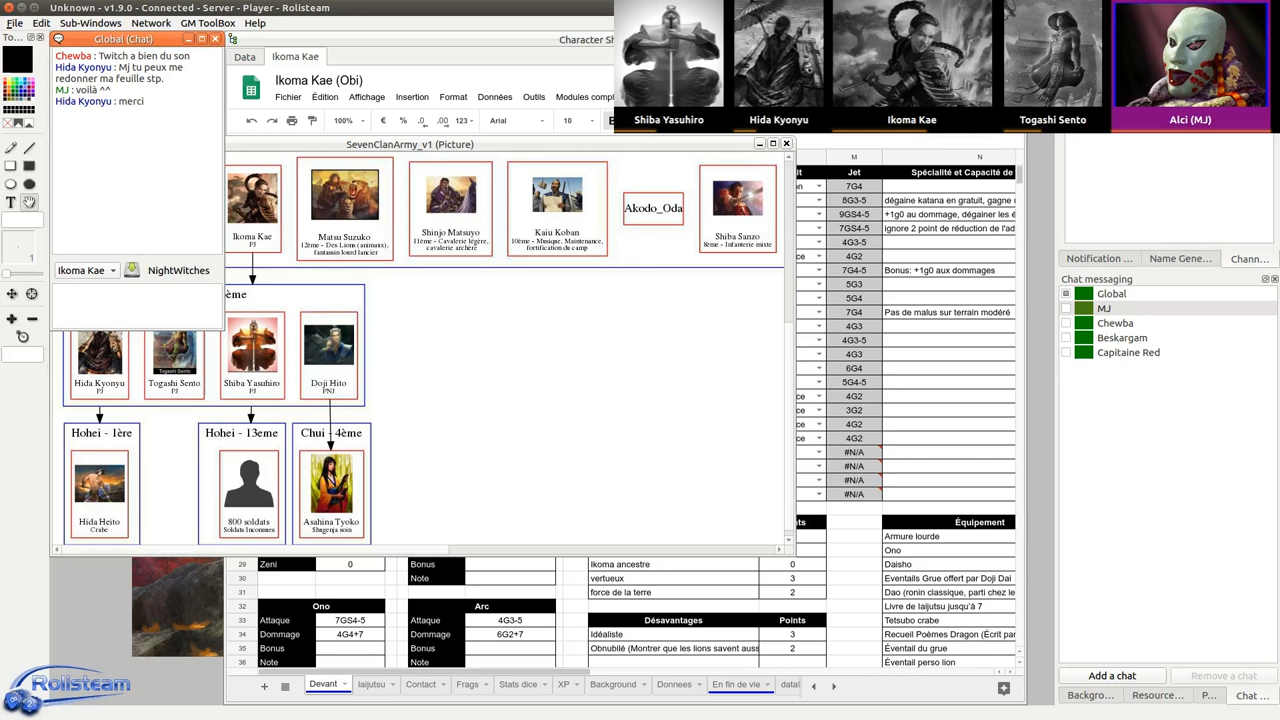 Unknown - v1.9.0 - Connected - Server - Player - Rolisteam
File Edit Sub-Windows Network GM ToolBox Help
To...
Global (Chat)
Chewba : Twitch a bien du son
Hida Kyonyu : Mj tu peux me
redonner ma feuille stp.
MJ : voilà ^^
Hida Kyonyu : merci
Ikoma Kae NightWitches
1
Character Sh
Data Ikoma Kae
Ikoma Kae (Obi)
Fichier Édition Affichage Insertion Format Données Outils Modules compl
100% € % .0 .00 123 Arial 10
Shiba Yasuhiro Hida Kyonyu Ikoma Kae Togashi Sento Alci (MJ)
SevenClanArmy_v1 (Picture)
Ikoma Kae
PJ
Matsu Suzuko
12ème - Des Lions (animaux),
fantassin lourd lancier
Shinjo Matsuyo
11ème - Cavalerie légère,
cavalerie archère
Kaiu Koban
10ème - Musique, Maintenance,
fortification du camp
Akodo_Oda
Shiba Sanzo
8ème - Infanterie mixte
ème
Hida Kyonyu
PJ
Togashi Sento
Togashi Sento
PJ
Shiba Yasuhiro
PJ
Doji Hito
PNJ
Hohei - 1ère
Hida Heito
Crabe
Hohei - 13eme
800 soldats
Soldats Inconnues
Chui - 4ème
Asahina Tyoko
Shugenja soin
M N
Jet Spécialité et Capacité de
7G4
8G3-5 dégaine katana en gratuit, gagne
9GS4-5 +1g0 au dommage, dégainer les é
7GS4-5 ignore 2 point de réduction de l'ad
4G3-5
4G2
7G4-5 Bonus: +1g0 aux dommages
5G3
5G4
7G4 Pas de malus sur terrain modéré
4G3
4G3-5
4G3
6G4
5G4-5
4G2
3G2
4G2
4G2
#N/A
#N/A
#N/A
#N/A
nts Équipement
Armure lourde
Ono
29 Zeni 0 Bonus Ikoma ancestre 0 Daisho
30 Note vertueux 3 Eventails Grue offert par Doji Dai
31 force de la terre 2 Dao (ronin classique, parti chez le
32 Ono Arc Livre de Iaijutsu jusqu'à 7
33 Attaque 7GS4-5 Attaque 4G3-5 Désavantages Points Tetsubo crabe
34 Dommage 4G4+7 Dommage 6G2+7 Idéaliste 3 Recueil Poèmes Dragon (Écrit par
35 Bonus Bonus Obnubilé (Montrer que les lions savent auss 2 Éventail du grue
36 Note Note Éventail perso lion
Devant Iaijutsu Contact Frags Stats dice XP Background Donnees En fin de vie datal
Notification ... Name Gene... Chann...
Chat messaging
Global
MJ
Chewba
Beskargam
Capitaine Red
Add a chat Remove a chat
Backgro... Resource... P... Chat ...
Rolisteam